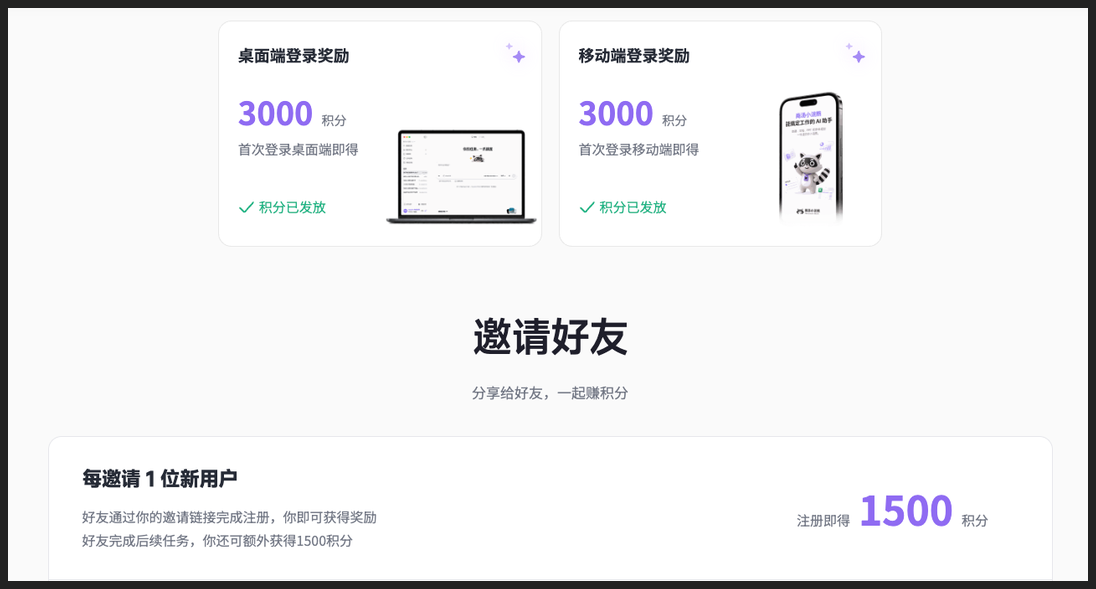 桌面端登录奖励
3000 积分
首次登录桌面端即得
积分已发放
移动端登录奖励
3000 积分
首次登录移动端即得
积分已发放
邀请好友
分享给好友，一起赚积分
每邀请 1 位新用户
好友通过你的邀请链接完成注册，你即可获得奖励
好友完成后续任务，你还可额外获得1500积分
注册即得 1500 积分